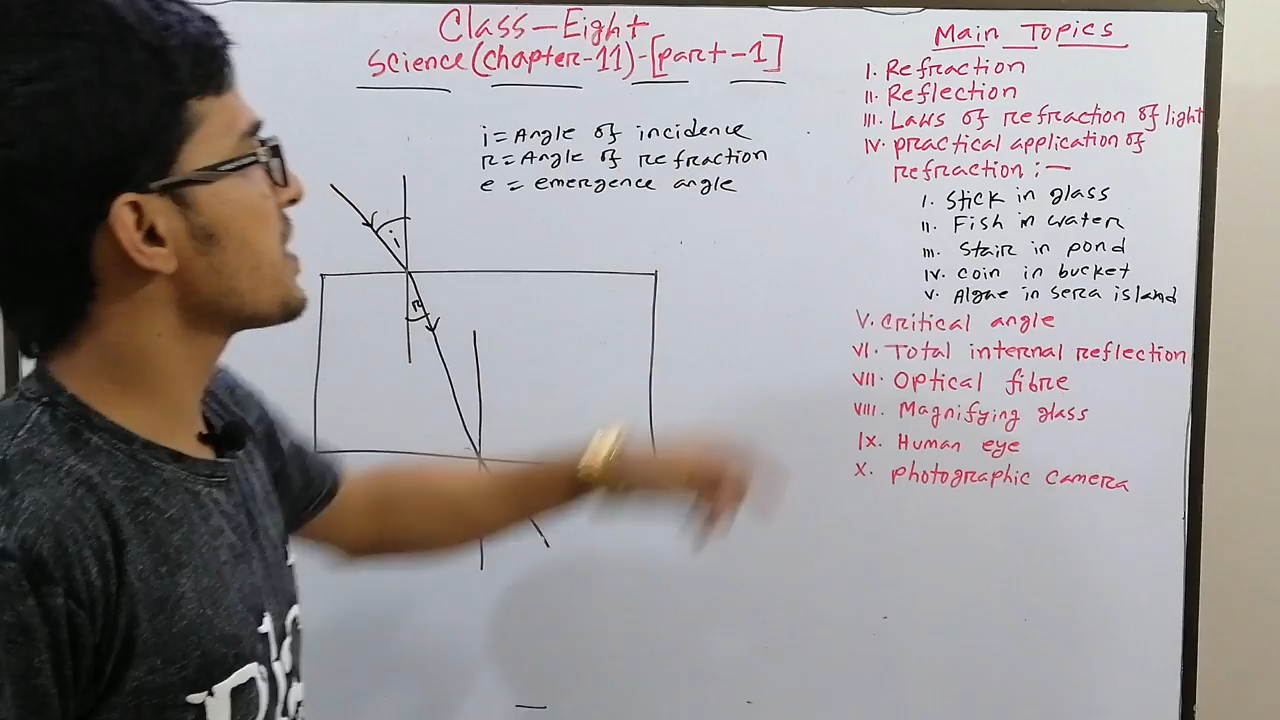 Class-Eight
Science (Chapter-11)-[part-1]
i = Angle of incidence
r = Angle of refraction
e = emergence angle
i
r
Main Topics
I. Refraction
II. Reflection
III. Laws of refraction of light
IV. practical application of
refraction :-
I. Stick in glass
II. Fish in water
III. Stair in pond
IV. coin in bucket
V. Algae in island
V. Critical angle
VI. Total internal reflection
VII. Optical fibre
VIII. Magnifying glass
IX. Human eye
X. photographic camera